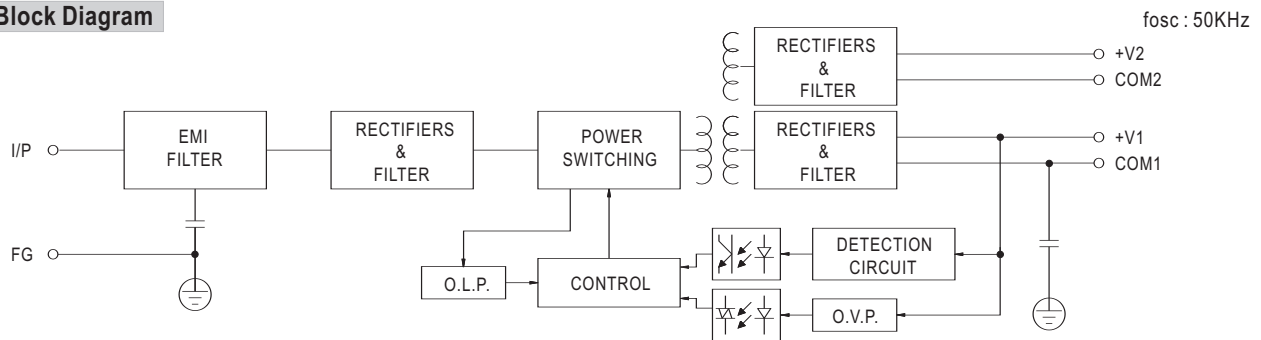 Block Diagram
fosc : 50KHz
RECTIFIERS
&
FILTER
+V2
COM2
I/P
EMI
FILTER
RECTIFIERS
&
FILTER
POWER
SWITCHING
RECTIFIERS
&
FILTER
+V1
COM1
FG
O.L.P.
CONTROL
DETECTION
CIRCUIT
O.V.P.